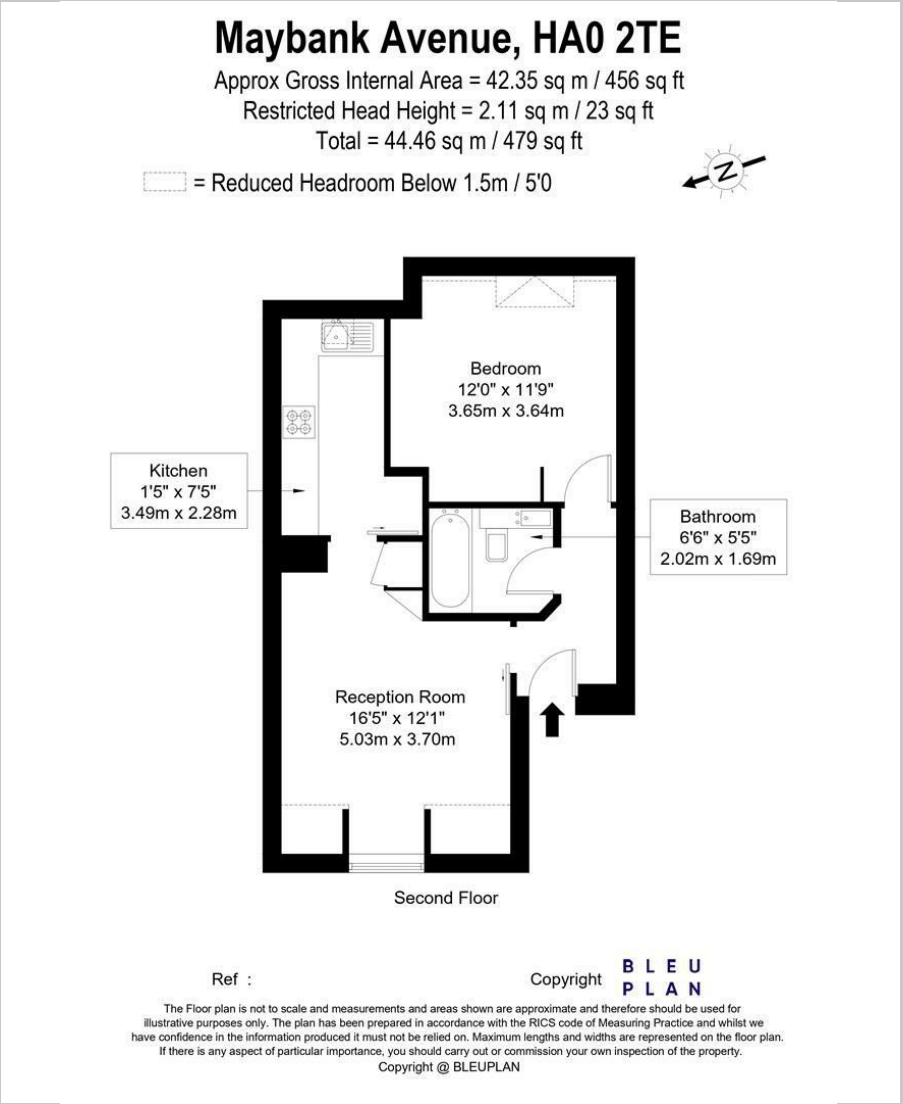 Maybank Avenue, HA0 2TE
Approx Gross Internal Area = 42.35 sq m / 456 sq ft
Restricted Head Height = 2.11 sq m / 23 sq ft
Total = 44.46 sq m / 479 sq ft
= Reduced Headroom Below 1.5m / 5'0
N
Bedroom
12'0" x 11'9"
3.65m x 3.64m
Kitchen
1'5" x 7'5"
3.49m x 2.28m
Bathroom
6'6" x 5'5"
2.02m x 1.69m
Reception Room
16'5" x 12'1"
5.03m x 3.70m
Second Floor
Ref :
Copyright
BLEU
PLAN
The Floor plan is not to scale and measurements and areas shown are approximate and therefore should be used for
illustrative purposes only. The plan has been prepared in accordance with the RICS code of Measuring Practice and whilst we
have confidence in the information produced it must not be relied on. Maximum lengths and widths are represented on the floor plan.
If there is any aspect of particular importance, you should carry out or commission your own inspection of the property.
Copyright @ BLEUPLAN